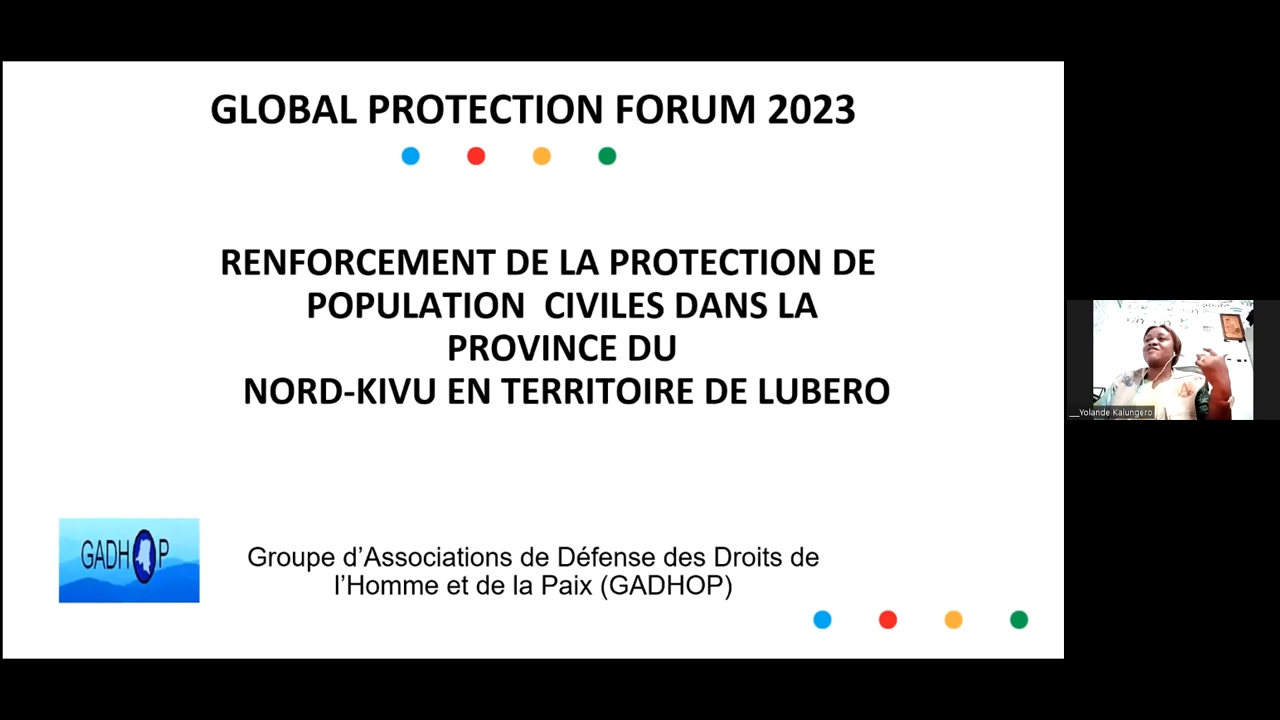 GLOBAL PROTECTION FORUM 2023
RENFORCEMENT DE LA PROTECTION DE
POPULATION CIVILES DANS LA
PROVINCE DU
NORD-KIVU EN TERRITOIRE DE LUBERO
GADHOP
Groupe d’Associations de Défense des Droits de
l’Homme et de la Paix (GADHOP)
__Yolande Kalungero